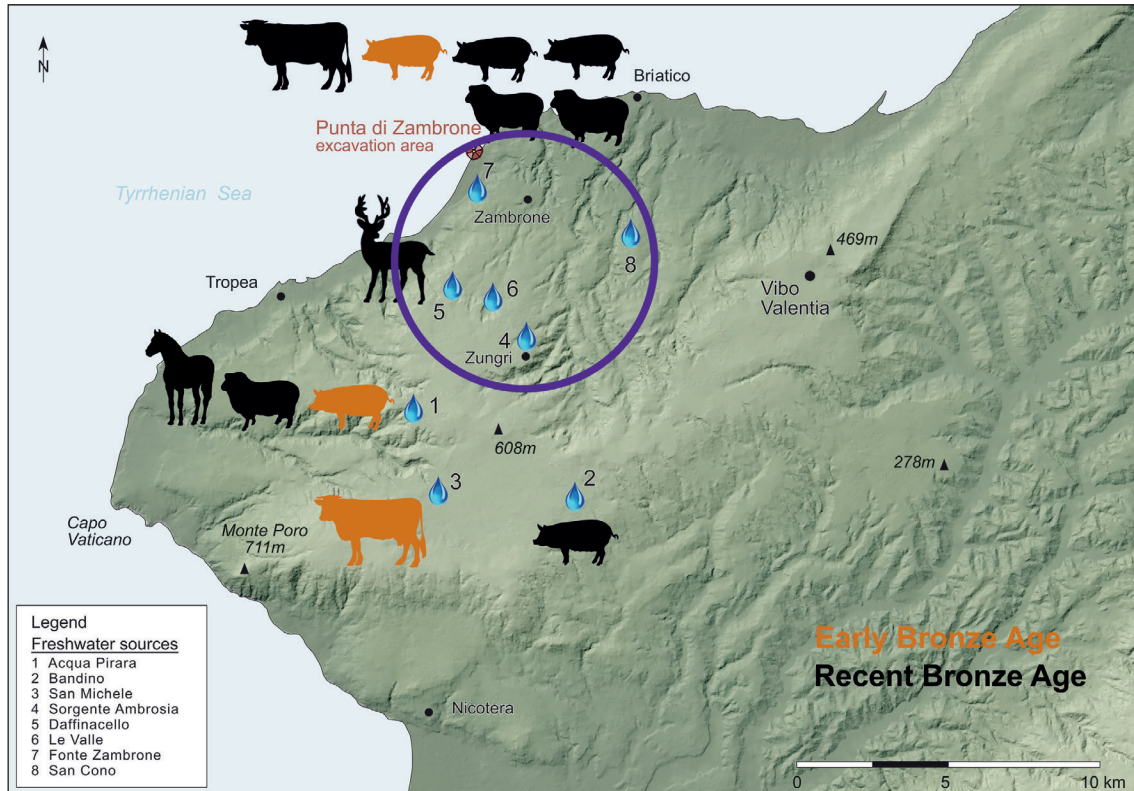 N
Briatico
Punta di Zambrone
excavation area
7
Tyrrhenian Sea
Zambrone
8
469m
Tropea
Vibo
Valentia
5
6
4
Zungri
1
608m
278m
3
2
Capo
Vaticano
Monte Poro
711m
Legend
Freshwater sources
1 Acqua Pirara
2 Bandino
3 San Michele
4 Sorgente Ambrosia
5 Daffinacello
6 Le Valle
7 Fonte Zambrone
8 San Cono
Early Bronze Age
Recent Bronze Age
Nicotera
0 5 10 km